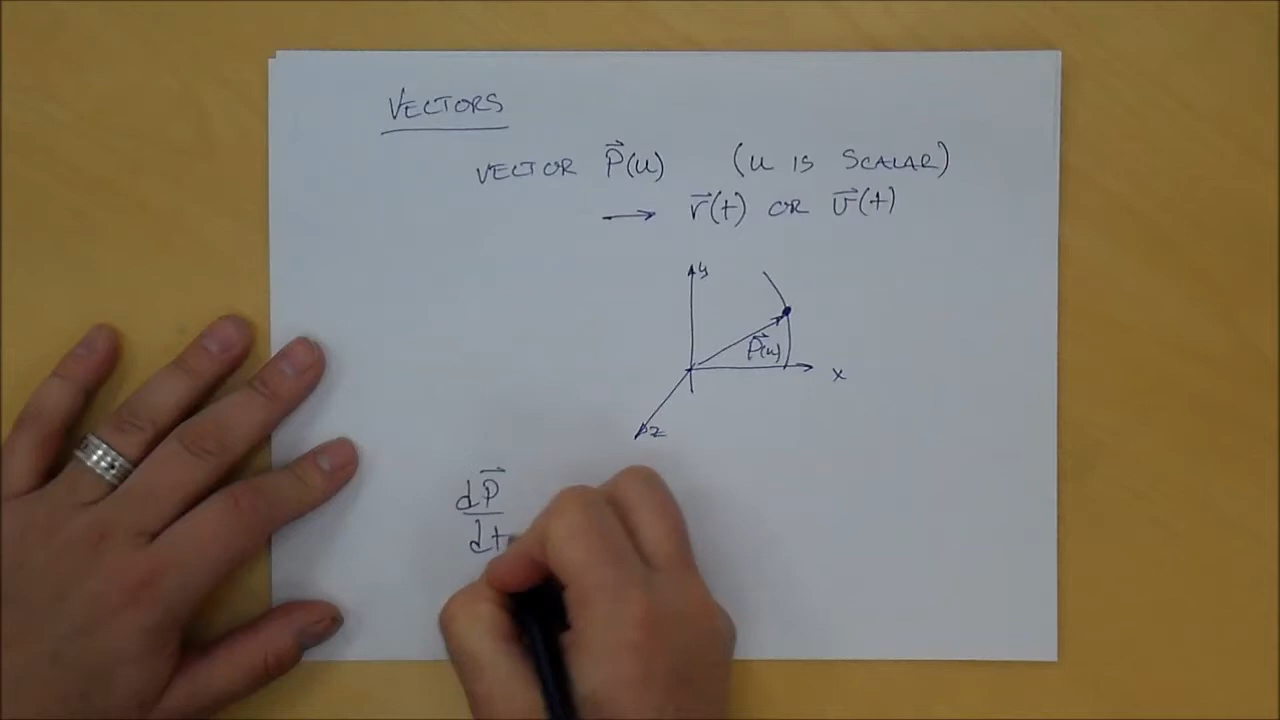 VECTORS
VECTOR P⃗(u) (u IS SCALAR)
→ r⃗(t) OR v⃗(t)
y
P⃗(u)
x
z
dP⃗
dt